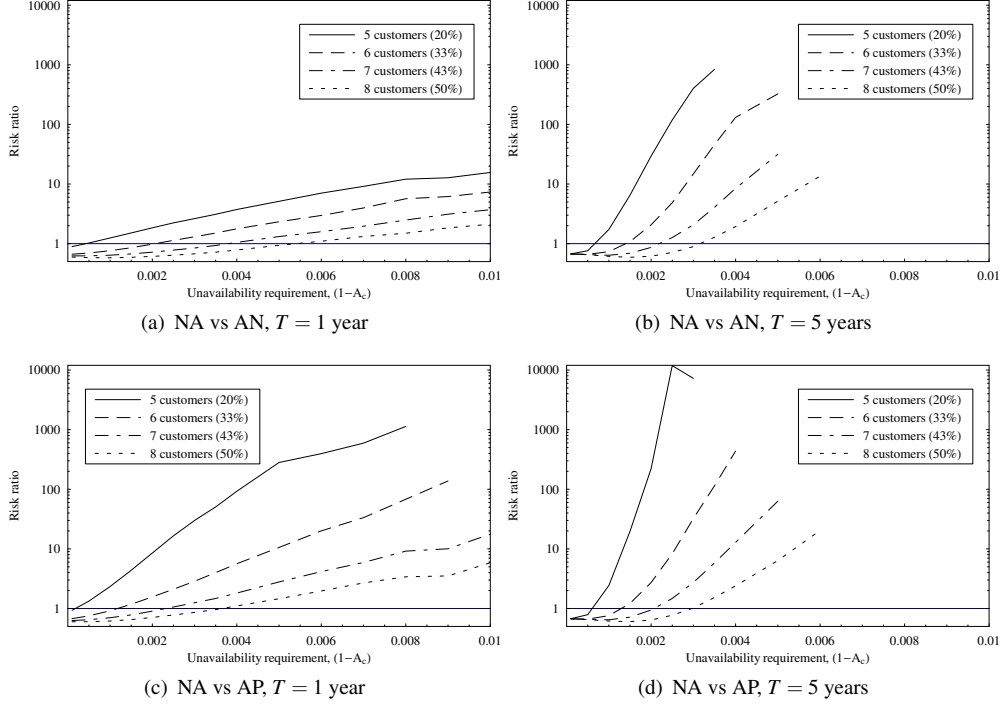 10000
1000
100
10
1
Risk ratio
5 customers (20%)
6 customers (33%)
7 customers (43%)
8 customers (50%)
0.002 0.004 0.006 0.008 0.01
Unavailability requirement, (1−Ac)
(a) NA vs AN, T = 1 year
10000
1000
100
10
1
Risk ratio
5 customers (20%)
6 customers (33%)
7 customers (43%)
8 customers (50%)
0.002 0.004 0.006 0.008 0.01
Unavailability requirement, (1−Ac)
(b) NA vs AN, T = 5 years
10000
1000
100
10
1
Risk ratio
5 customers (20%)
6 customers (33%)
7 customers (43%)
8 customers (50%)
0.002 0.004 0.006 0.008 0.01
Unavailability requirement, (1−Ac)
(c) NA vs AP, T = 1 year
10000
1000
100
10
1
Risk ratio
5 customers (20%)
6 customers (33%)
7 customers (43%)
8 customers (50%)
0.002 0.004 0.006 0.008 0.01
Unavailability requirement, (1−Ac)
(d) NA vs AP, T = 5 years